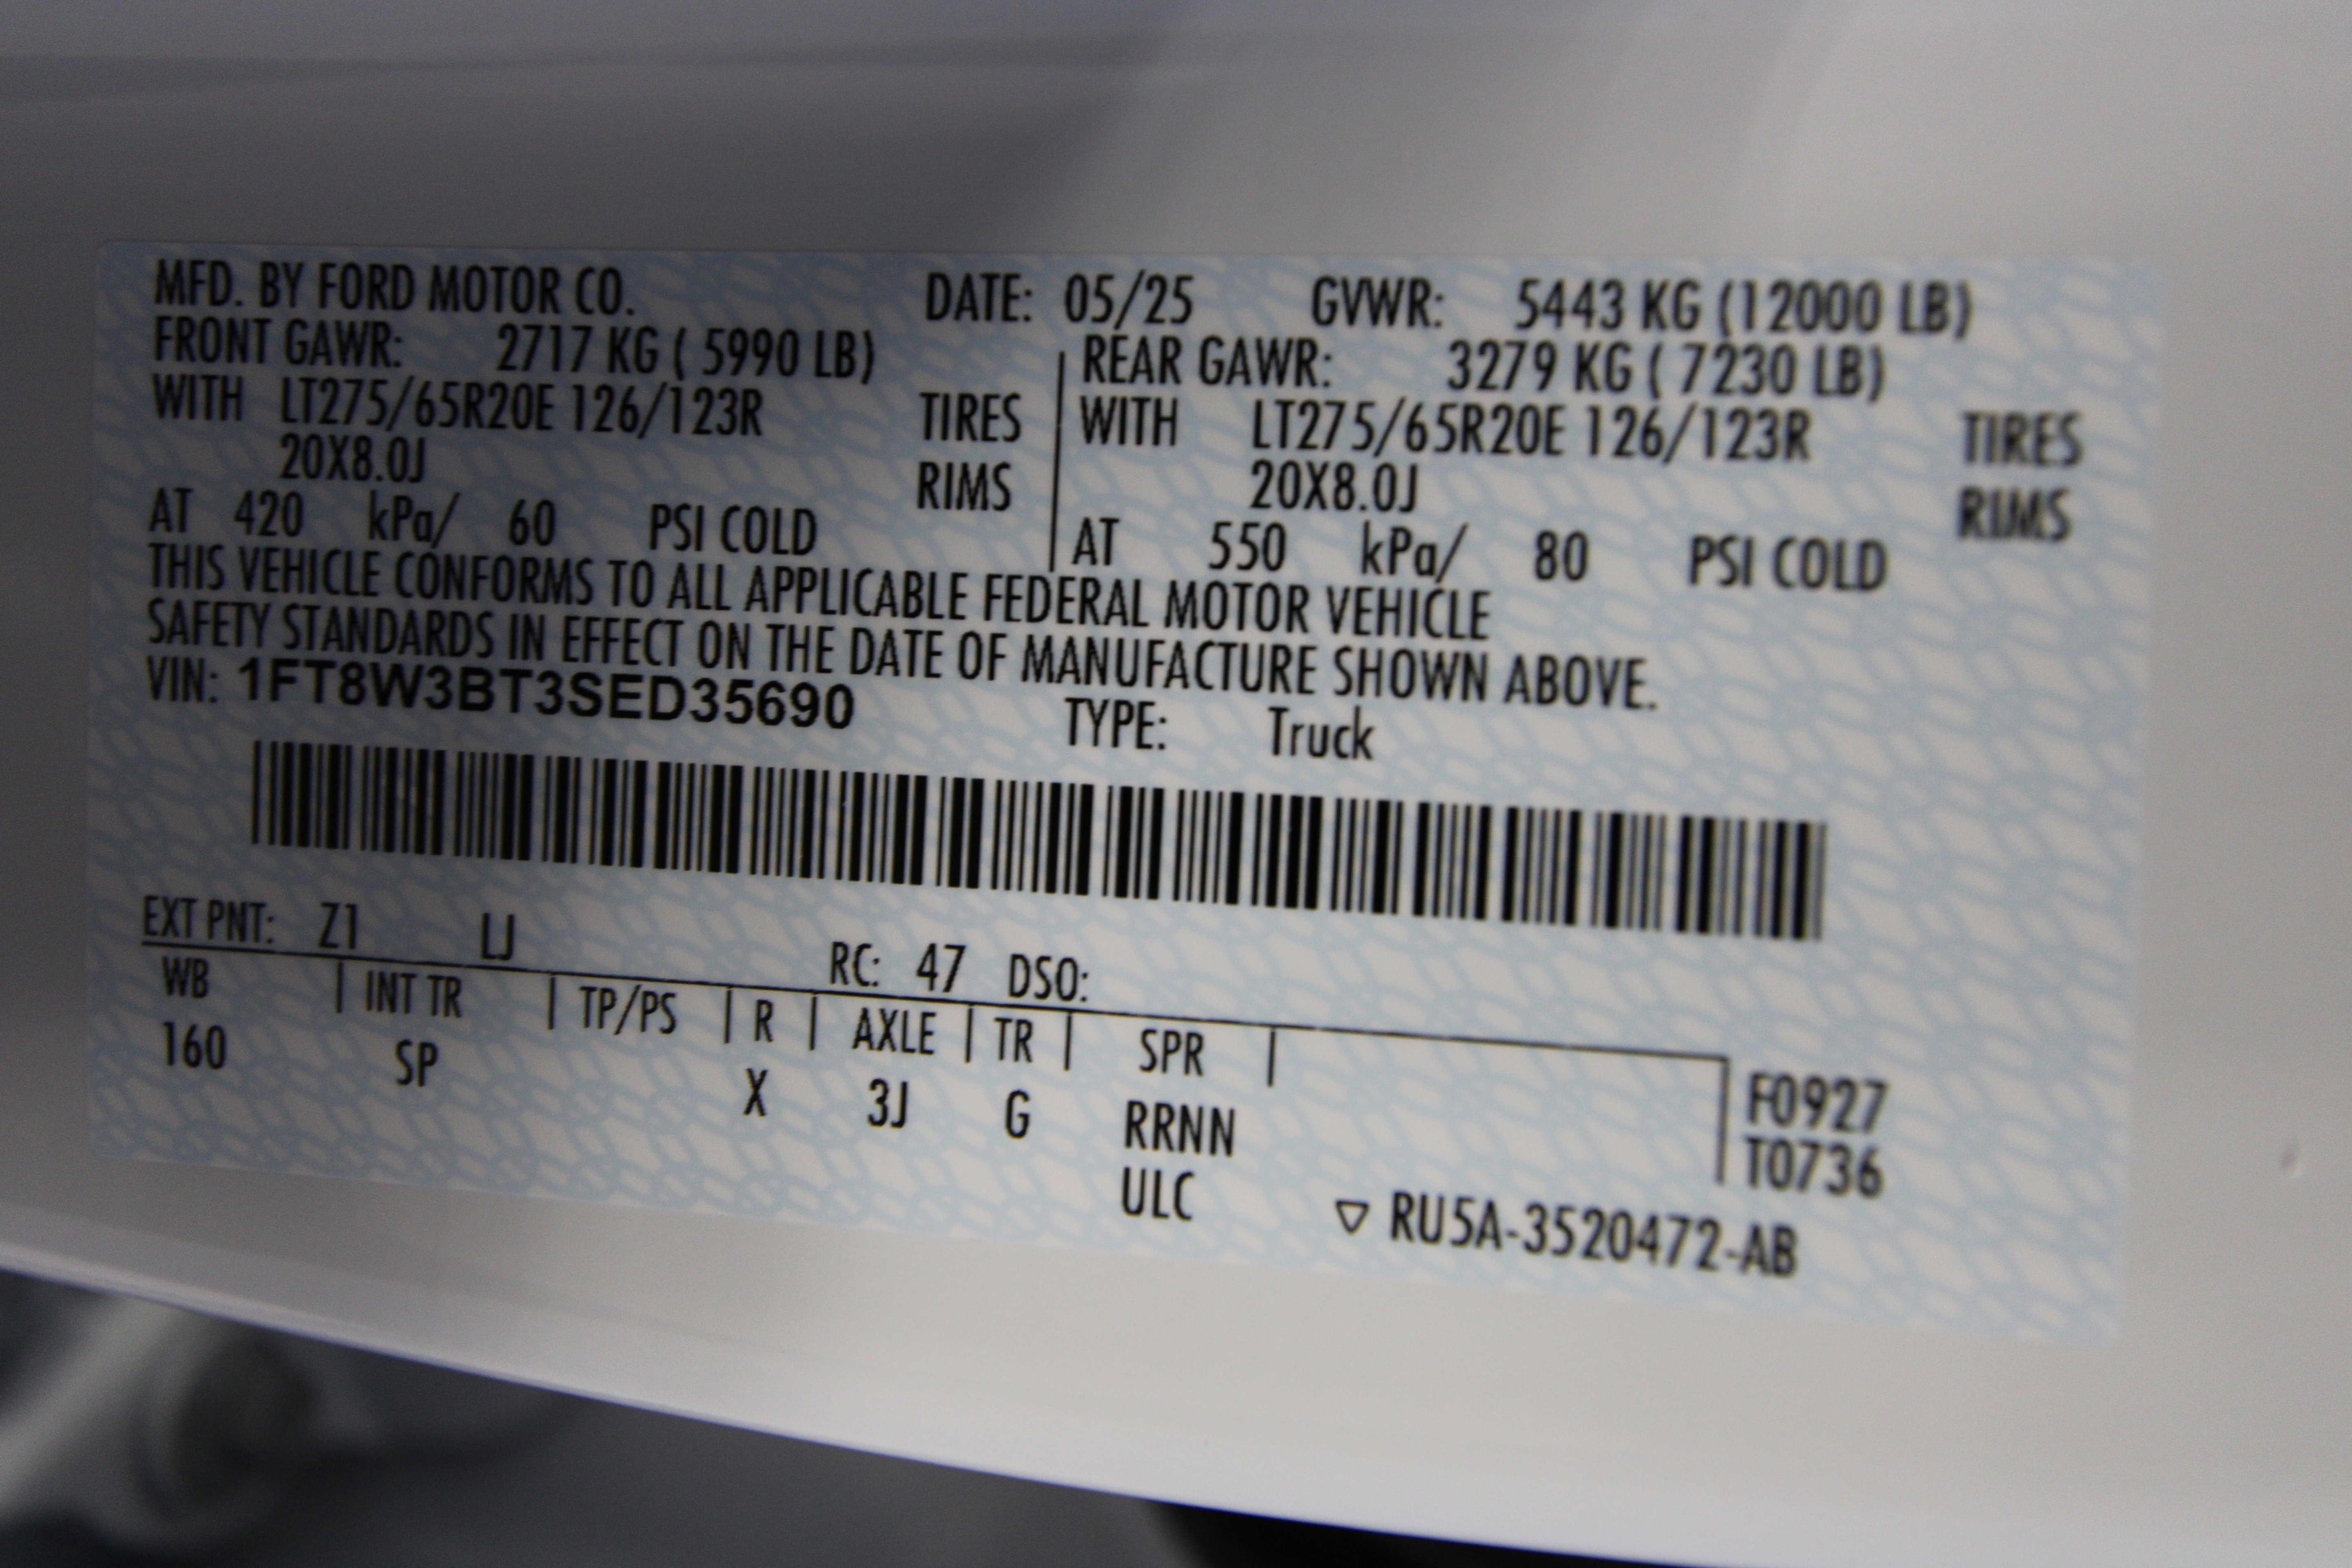 MFD. BY FORD MOTOR CO. DATE: 05/25 GVWR: 5443 KG (12000 LB)
FRONT GAWR: 2717 KG ( 5990 LB) REAR GAWR: 3279 KG ( 7230 LB)
WITH LT275/65R20E 126/123R TIRES WITH LT275/65R20E 126/123R TIRES
20X8.0J RIMS 20X8.0J RIMS
AT 420 kPa/ 60 PSI COLD AT 550 kPa/ 80 PSI COLD
THIS VEHICLE CONFORMS TO ALL APPLICABLE FEDERAL MOTOR VEHICLE
SAFETY STANDARDS IN EFFECT ON THE DATE OF MANUFACTURE SHOWN ABOVE.
VIN: 1FT8W3BT3SED35690 TYPE: Truck
EXT PNT: Z1 LJ RC: 47 DSO:
WB | INT TR | TP/PS | R | AXLE | TR | SPR |
160 SP X 3J G RRNN F0927
ULC T0736
▽ RU5A-3520472-AB